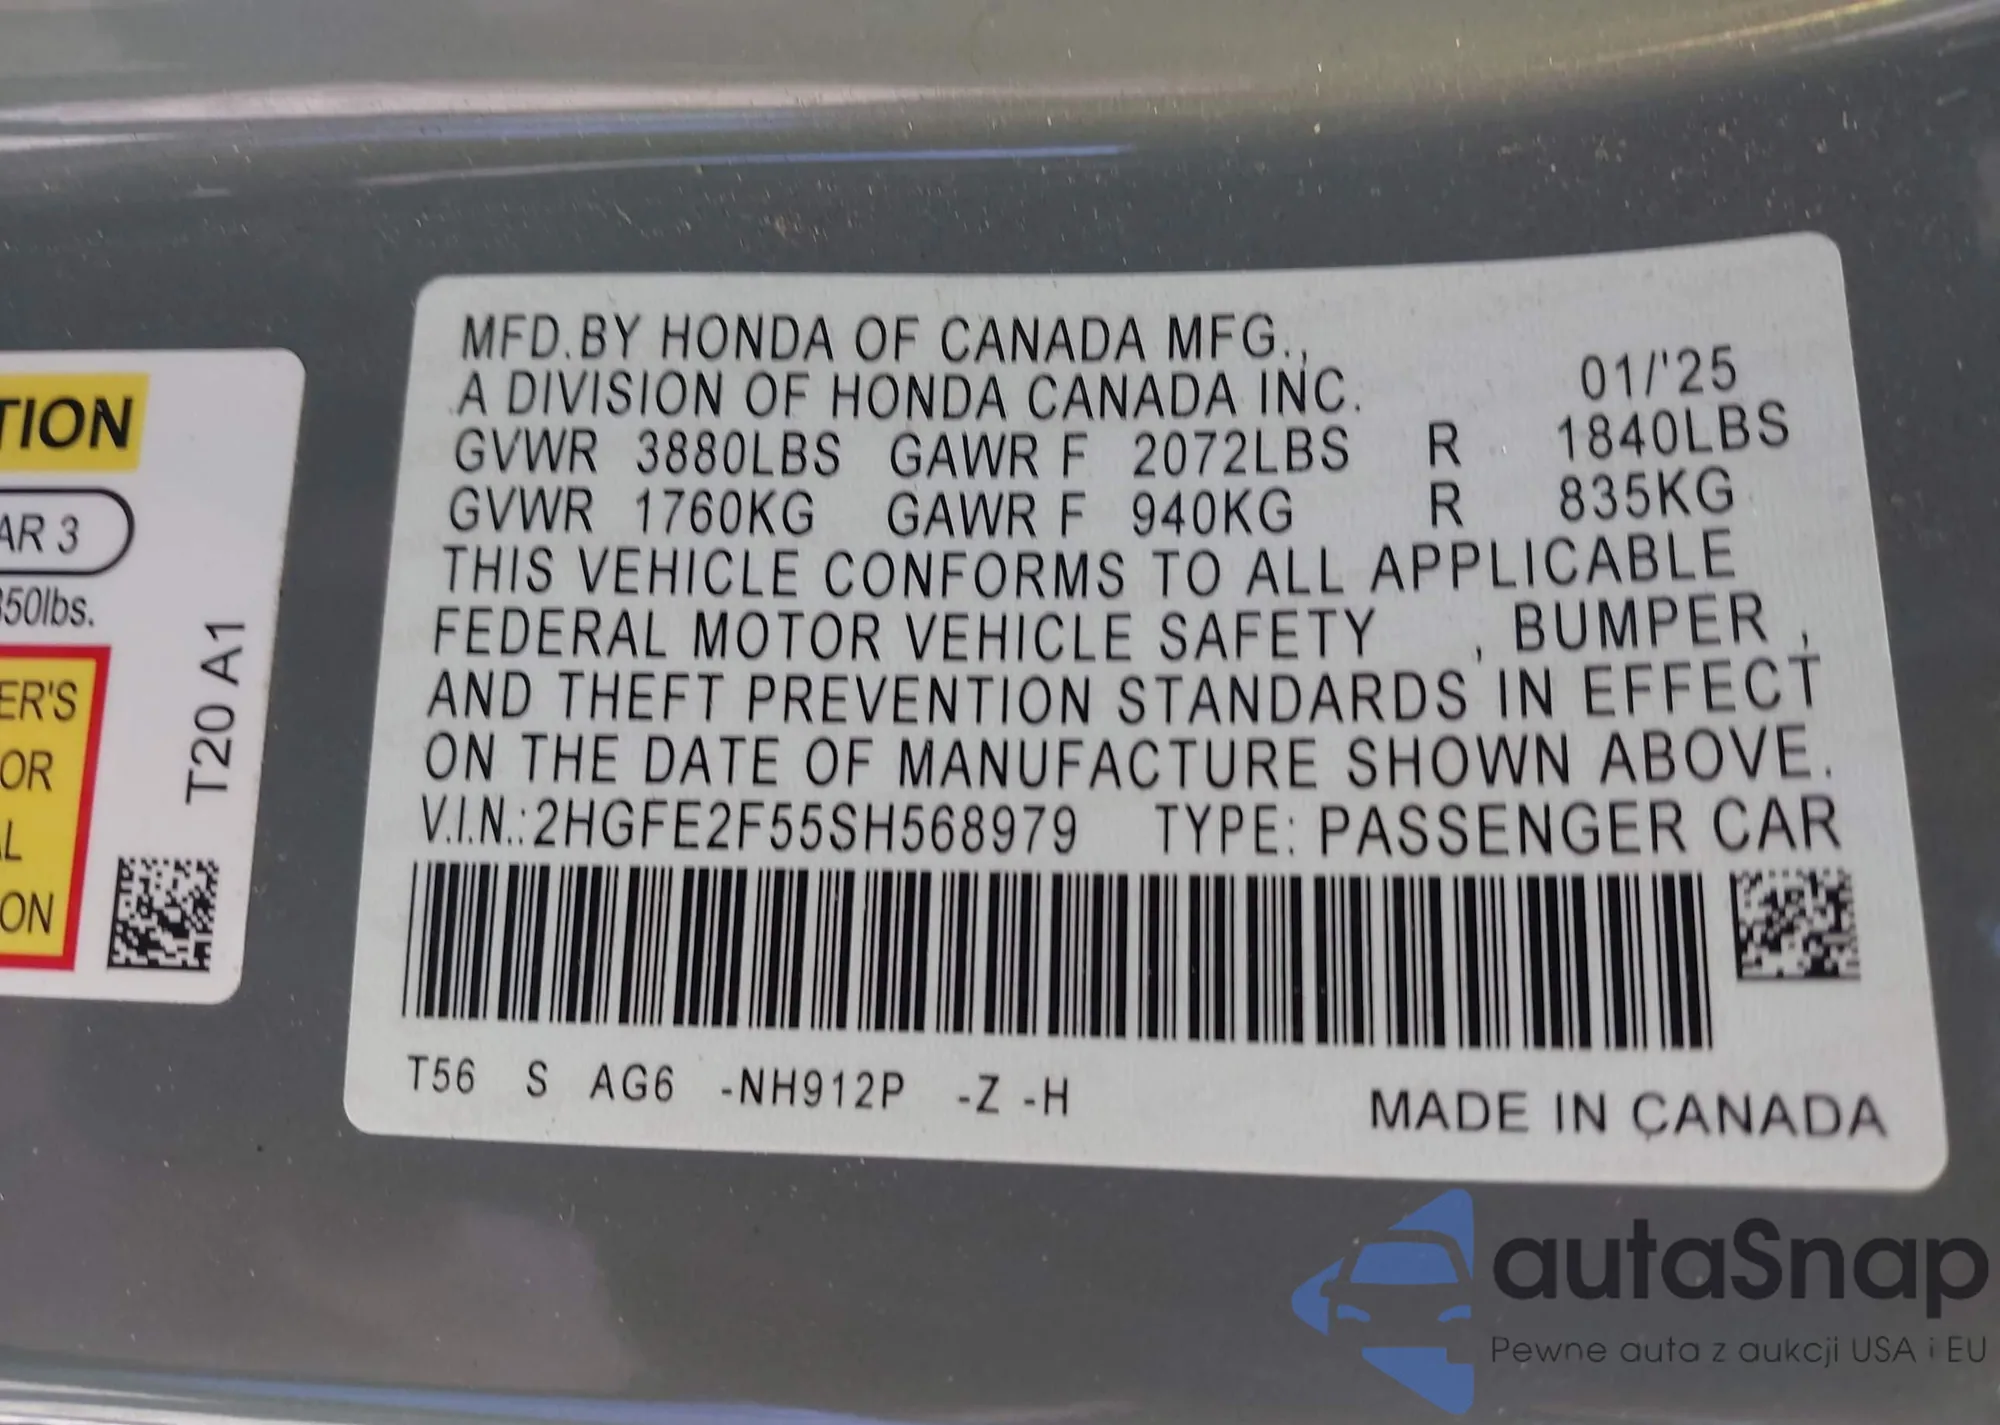 TION
AR 3
350lbs.
ER'S
OR
AL
ON
T20 A1
MFD.BY HONDA OF CANADA MFG.,
A DIVISION OF HONDA CANADA INC. 01/'25
GVWR 3880LBS GAWR F 2072LBS R 1840LBS
GVWR 1760KG GAWR F 940KG R 835KG
THIS VEHICLE CONFORMS TO ALL APPLICABLE
FEDERAL MOTOR VEHICLE SAFETY , BUMPER ,
AND THEFT PREVENTION STANDARDS IN EFFECT
ON THE DATE OF MANUFACTURE SHOWN ABOVE.
V.I.N.:2HGFE2F55SH568979 TYPE: PASSENGER CAR
T56 S AG6 -NH912P -Z -H
MADE IN CANADA
autaSnap
Pewne auta z aukcji USA i EU